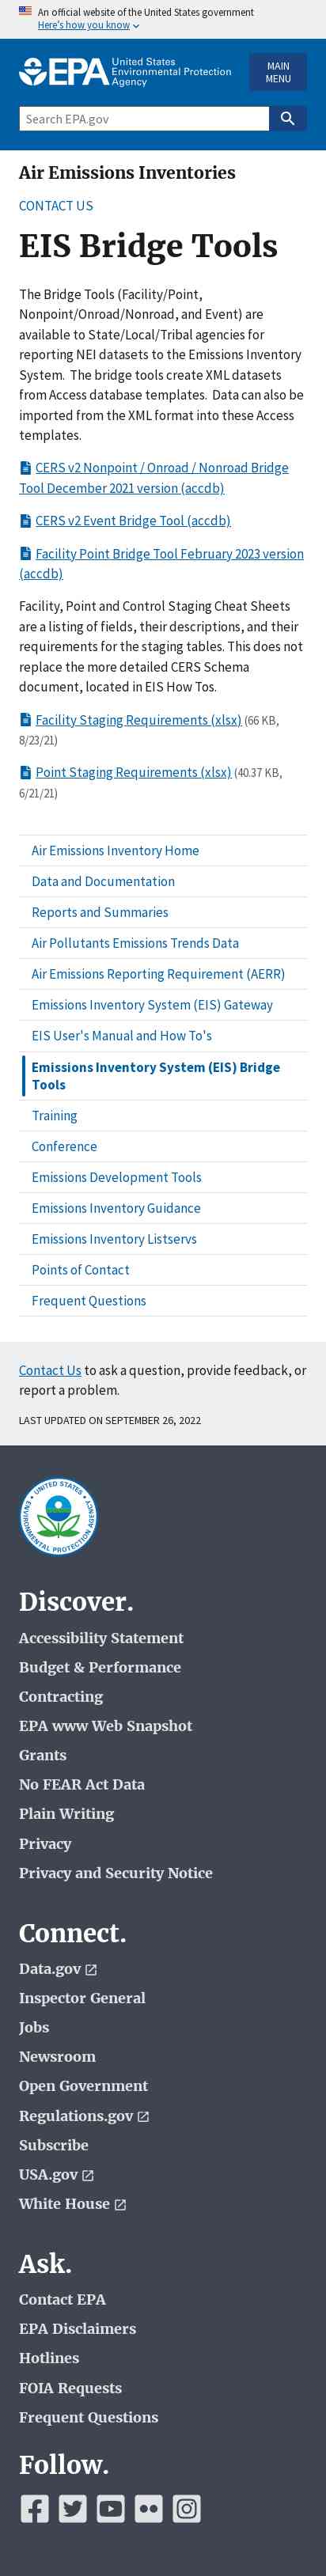 An official website of the United States government
Here's how you know
EPA United States
Environmental Protection
Agency
MAIN
MENU
Search EPA.gov
Air Emissions Inventories
CONTACT US
EIS Bridge Tools
The Bridge Tools (Facility/Point,
Nonpoint/Onroad/Nonroad, and Event) are
available to State/Local/Tribal agencies for
reporting NEI datasets to the Emissions Inventory
System.  The bridge tools create XML datasets
from Access database templates.  Data can also be
imported from the XML format into these Access
templates.
CERS v2 Nonpoint / Onroad / Nonroad Bridge
Tool December 2021 version (accdb)
CERS v2 Event Bridge Tool (accdb)
Facility Point Bridge Tool February 2023 version
(accdb)
Facility, Point and Control Staging Cheat Sheets
are a listing of fields, their descriptions, and their
requirements for the staging tables. This does not
replace the more detailed CERS Schema
document, located in EIS How Tos.
Facility Staging Requirements (xlsx) (66 KB,
8/23/21)
Point Staging Requirements (xlsx) (40.37 KB,
6/21/21)
Air Emissions Inventory Home
Data and Documentation
Reports and Summaries
Air Pollutants Emissions Trends Data
Air Emissions Reporting Requirement (AERR)
Emissions Inventory System (EIS) Gateway
EIS User's Manual and How To's
Emissions Inventory System (EIS) Bridge
Tools
Training
Conference
Emissions Development Tools
Emissions Inventory Guidance
Emissions Inventory Listservs
Points of Contact
Frequent Questions
Contact Us to ask a question, provide feedback, or
report a problem.
LAST UPDATED ON SEPTEMBER 26, 2022
UNITED STATES
ENVIRONMENTAL PROTECTION AGENCY
Discover.
Accessibility Statement
Budget & Performance
Contracting
EPA www Web Snapshot
Grants
No FEAR Act Data
Plain Writing
Privacy
Privacy and Security Notice
Connect.
Data.gov
Inspector General
Jobs
Newsroom
Open Government
Regulations.gov
Subscribe
USA.gov
White House
Ask.
Contact EPA
EPA Disclaimers
Hotlines
FOIA Requests
Frequent Questions
Follow.